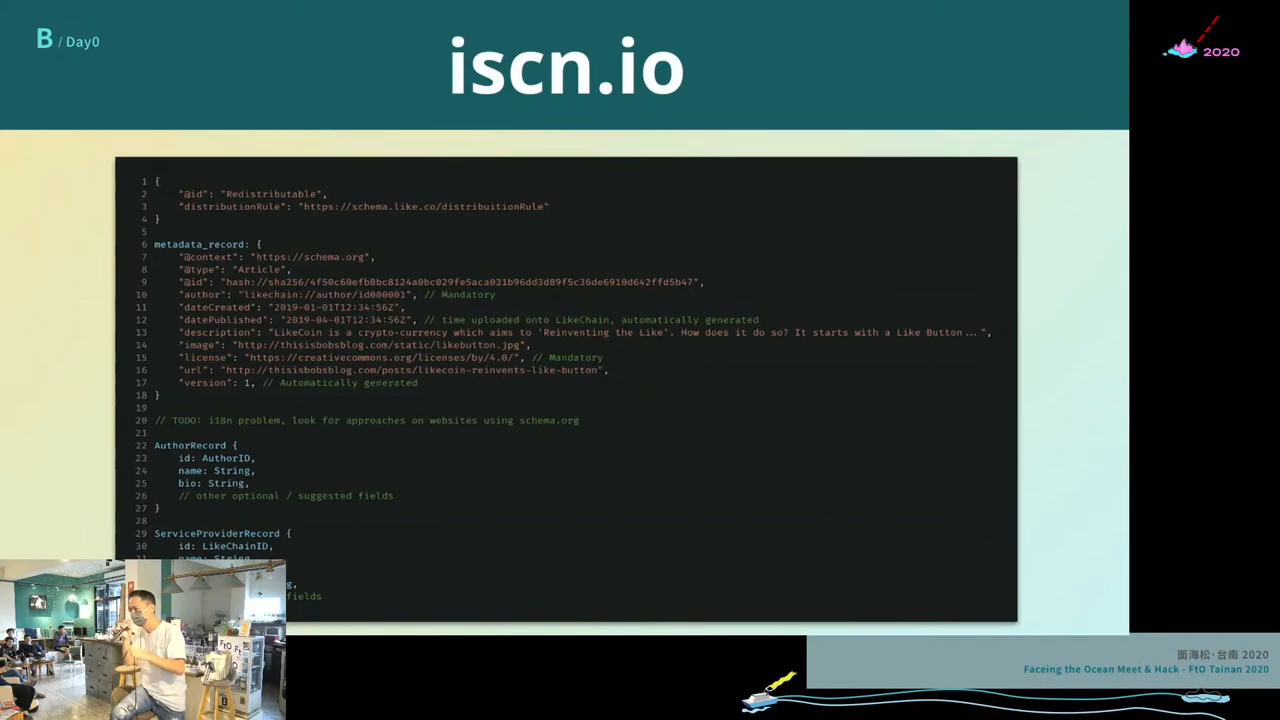 B / Day0
iscn.io
2020
1 {
2 "@id": "Redistributable",
3 "distributionRule": "https://schema.like.co/distribuitionRule"
4 }
5
6 metadata_record: {
7 "@context": "https://schema.org",
8 "@type": "Article",
9 "@id": "hash://sha256/4f50c60efb8bc8124a0bc029fe5aca031b96dd3d89f5c36de6910d642ffd5b47",
10 "author": "likechain://author/id000001", // Mandatory
11 "dateCreated": "2019-01-01T12:34:56Z",
12 "datePublished": "2019-04-01T12:34:56Z", // time uploaded onto LikeChain, automatically generated
13 "description": "LikeCoin is a crypto-currency which aims to 'Reinventing the Like'. How does it do so? It starts with a Like Button...",
14 "image": "http://thisisbobsblog.com/static/likebutton.jpg",
15 "license": "https://creativecommons.org/licenses/by/4.0/", // Mandatory
16 "url": "http://thisisbobsblog.com/posts/likecoin-reinvents-like-button",
17 "version": 1, // Automatically generated
18 }
19
20 // TODO: i18n problem, look for approaches on websites using schema.org
21
22 AuthorRecord {
23 id: AuthorID,
24 name: String,
25 bio: String,
26 // other optional / suggested fields
27 }
28
29 ServiceProviderRecord {
30 id: LikeChainID,
31 name: String,
g,
fields
FtO
面海松·台南 2020
Faceing the Ocean Meet & Hack - FtO Tainan 2020